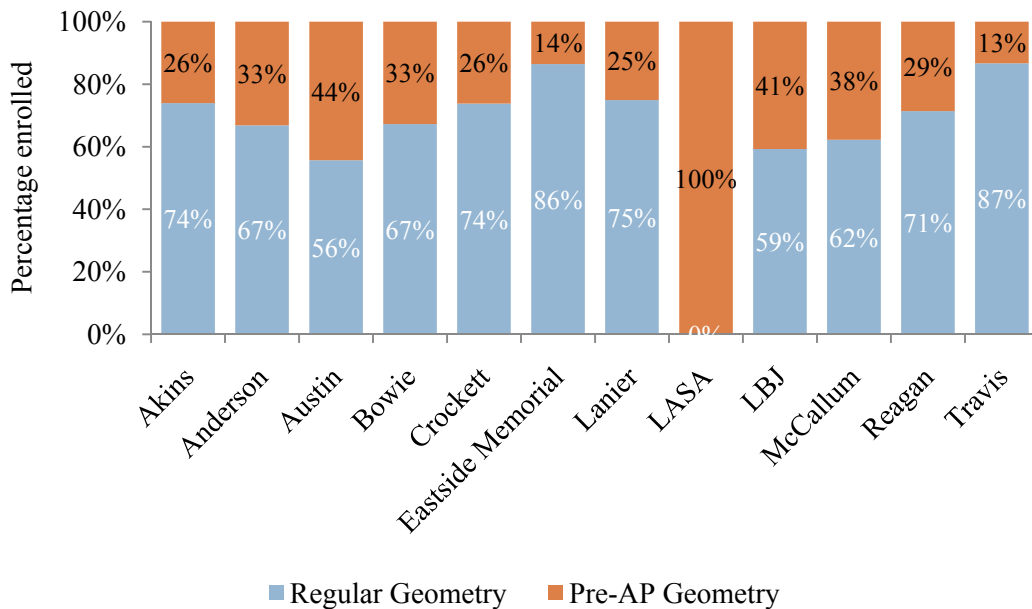 100%
80%
60%
40%
20%
0%
Percentage enrolled
26% 33% 44% 33% 26% 14% 25% 100% 41% 38% 29% 13%
74% 67% 56% 67% 74% 86% 75% 0% 59% 62% 71% 87%
Akins
Anderson
Austin
Bowie
Crockett
Eastside Memorial
Lanier
LASA
LBJ
McCallum
Reagan
Travis
Regular Geometry Pre-AP Geometry